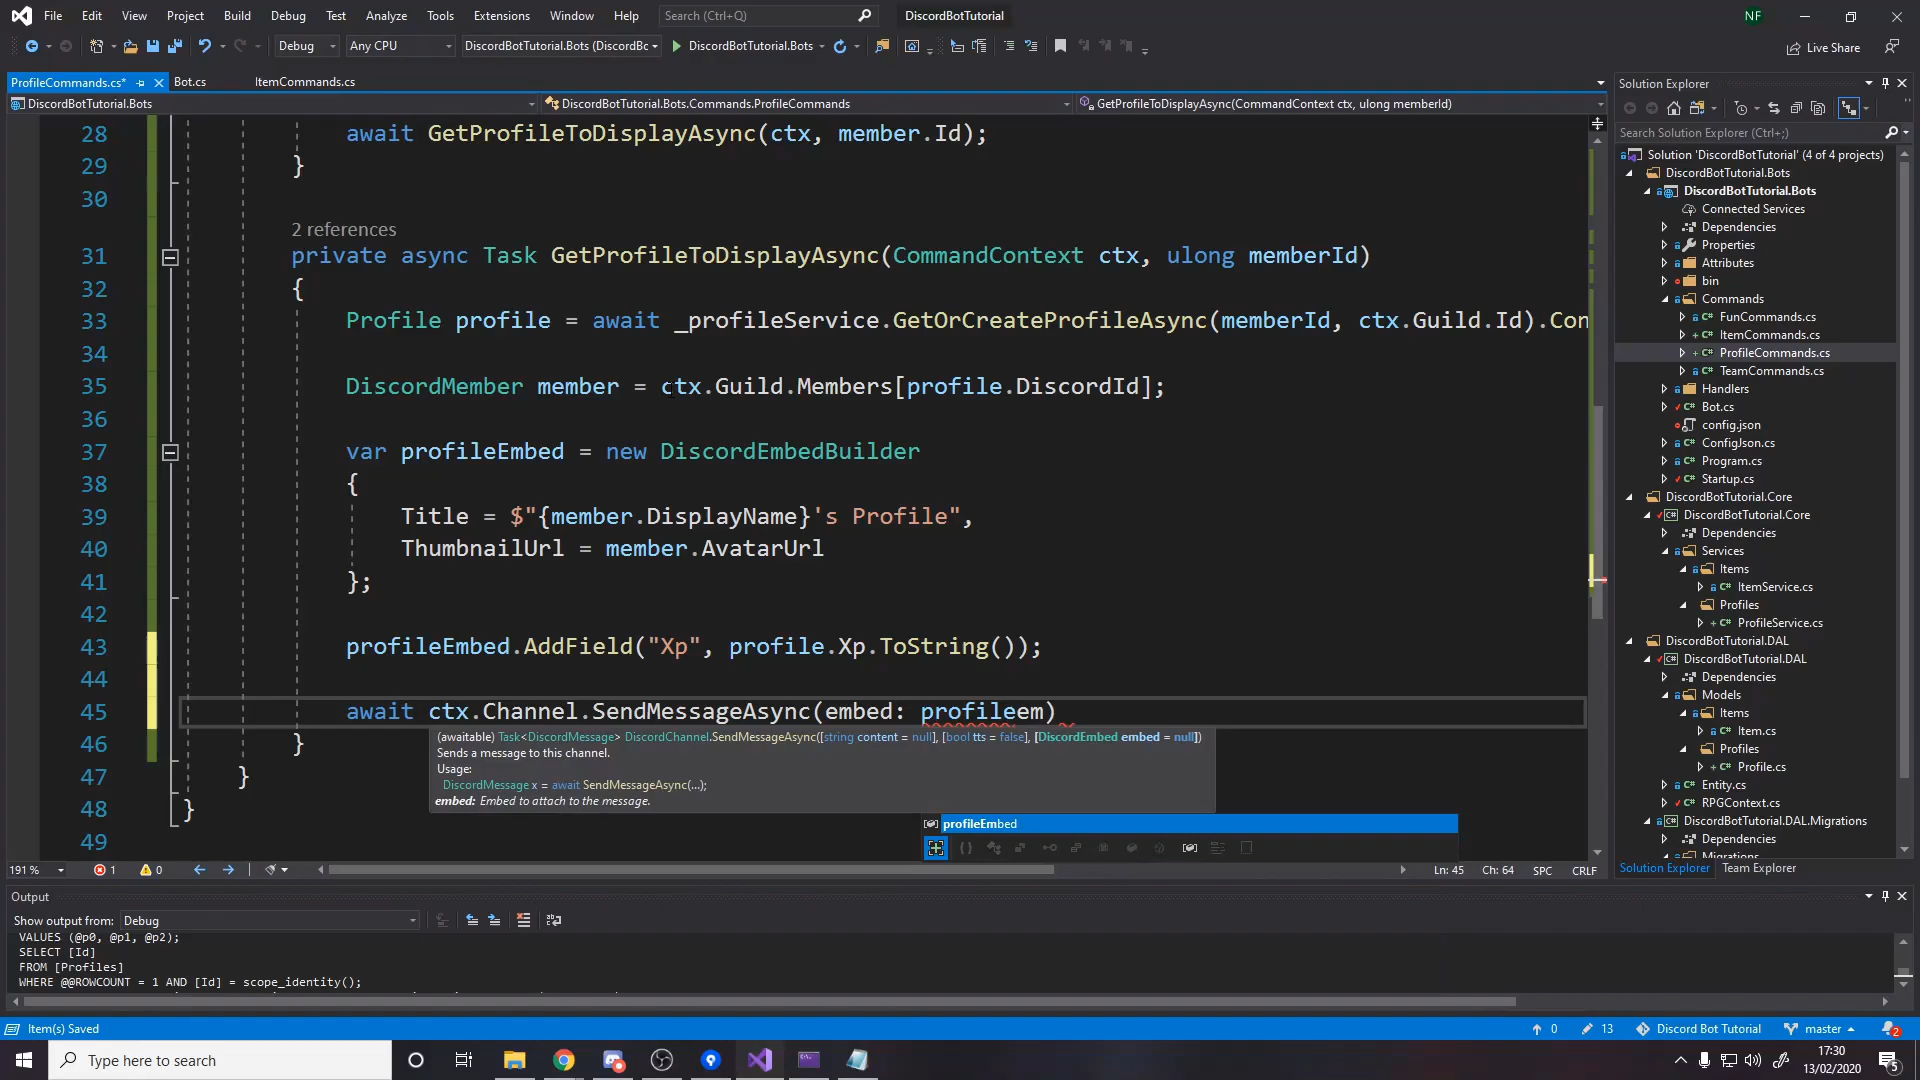 File Edit View Project Build Debug Test Analyze Tools Extensions Window Help Search (Ctrl+Q) DiscordBotTutorial NF
Debug Any CPU DiscordBotTutorial.Bots (DiscordBc DiscordBotTutorial.Bots Live Share
ProfileCommands.cs* Bot.cs ItemCommands.cs
DiscordBotTutorial.Bots DiscordBotTutorial.Bots.Commands.ProfileCommands GetProfileToDisplayAsync(CommandContext ctx, ulong memberId)
28 await GetProfileToDisplayAsync(ctx, member.Id);
29 }
30
2 references
31 private async Task GetProfileToDisplayAsync(CommandContext ctx, ulong memberId)
32 {
33 Profile profile = await _profileService.GetOrCreateProfileAsync(memberId, ctx.Guild.Id).Con
34
35 DiscordMember member = ctx.Guild.Members[profile.DiscordId];
36
37 var profileEmbed = new DiscordEmbedBuilder
38 {
39 Title = $"{member.DisplayName}'s Profile",
40 ThumbnailUrl = member.AvatarUrl
41 };
42
43 profileEmbed.AddField("Xp", profile.Xp.ToString());
44
45 await ctx.Channel.SendMessageAsync(embed: profileem)
46 }
47 }
48 }
49
(awaitable) Task<DiscordMessage> DiscordChannel.SendMessageAsync([string content = null], [bool tts = false], [DiscordEmbed embed = null])
Sends a message to this channel.
Usage:
DiscordMessage x = await SendMessageAsync(...);
embed: Embed to attach to the message.
profileEmbed
191 % 1 0 Ln: 45 Ch: 64 SPC CRLF
Output
Show output from: Debug
VALUES (@p0, @p1, @p2);
SELECT [Id]
FROM [Profiles]
WHERE @@ROWCOUNT = 1 AND [Id] = scope_identity();
Solution Explorer
Search Solution Explorer (Ctrl+;)
Solution 'DiscordBotTutorial' (4 of 4 projects)
DiscordBotTutorial.Bots
DiscordBotTutorial.Bots
Connected Services
Dependencies
Properties
Attributes
bin
Commands
FunCommands.cs
ItemCommands.cs
ProfileCommands.cs
TeamCommands.cs
Handlers
Bot.cs
config.json
ConfigJson.cs
Program.cs
Startup.cs
DiscordBotTutorial.Core
DiscordBotTutorial.Core
Dependencies
Services
Items
ItemService.cs
Profiles
ProfileService.cs
DiscordBotTutorial.DAL
DiscordBotTutorial.DAL
Dependencies
Models
Items
Item.cs
Profiles
Profile.cs
Entity.cs
RPGContext.cs
DiscordBotTutorial.DAL.Migrations
Dependencies
Migrations
Solution Explorer Team Explorer
Item(s) Saved 0 13 Discord Bot Tutorial master 2
Type here to search 17:30
13/02/2020 5